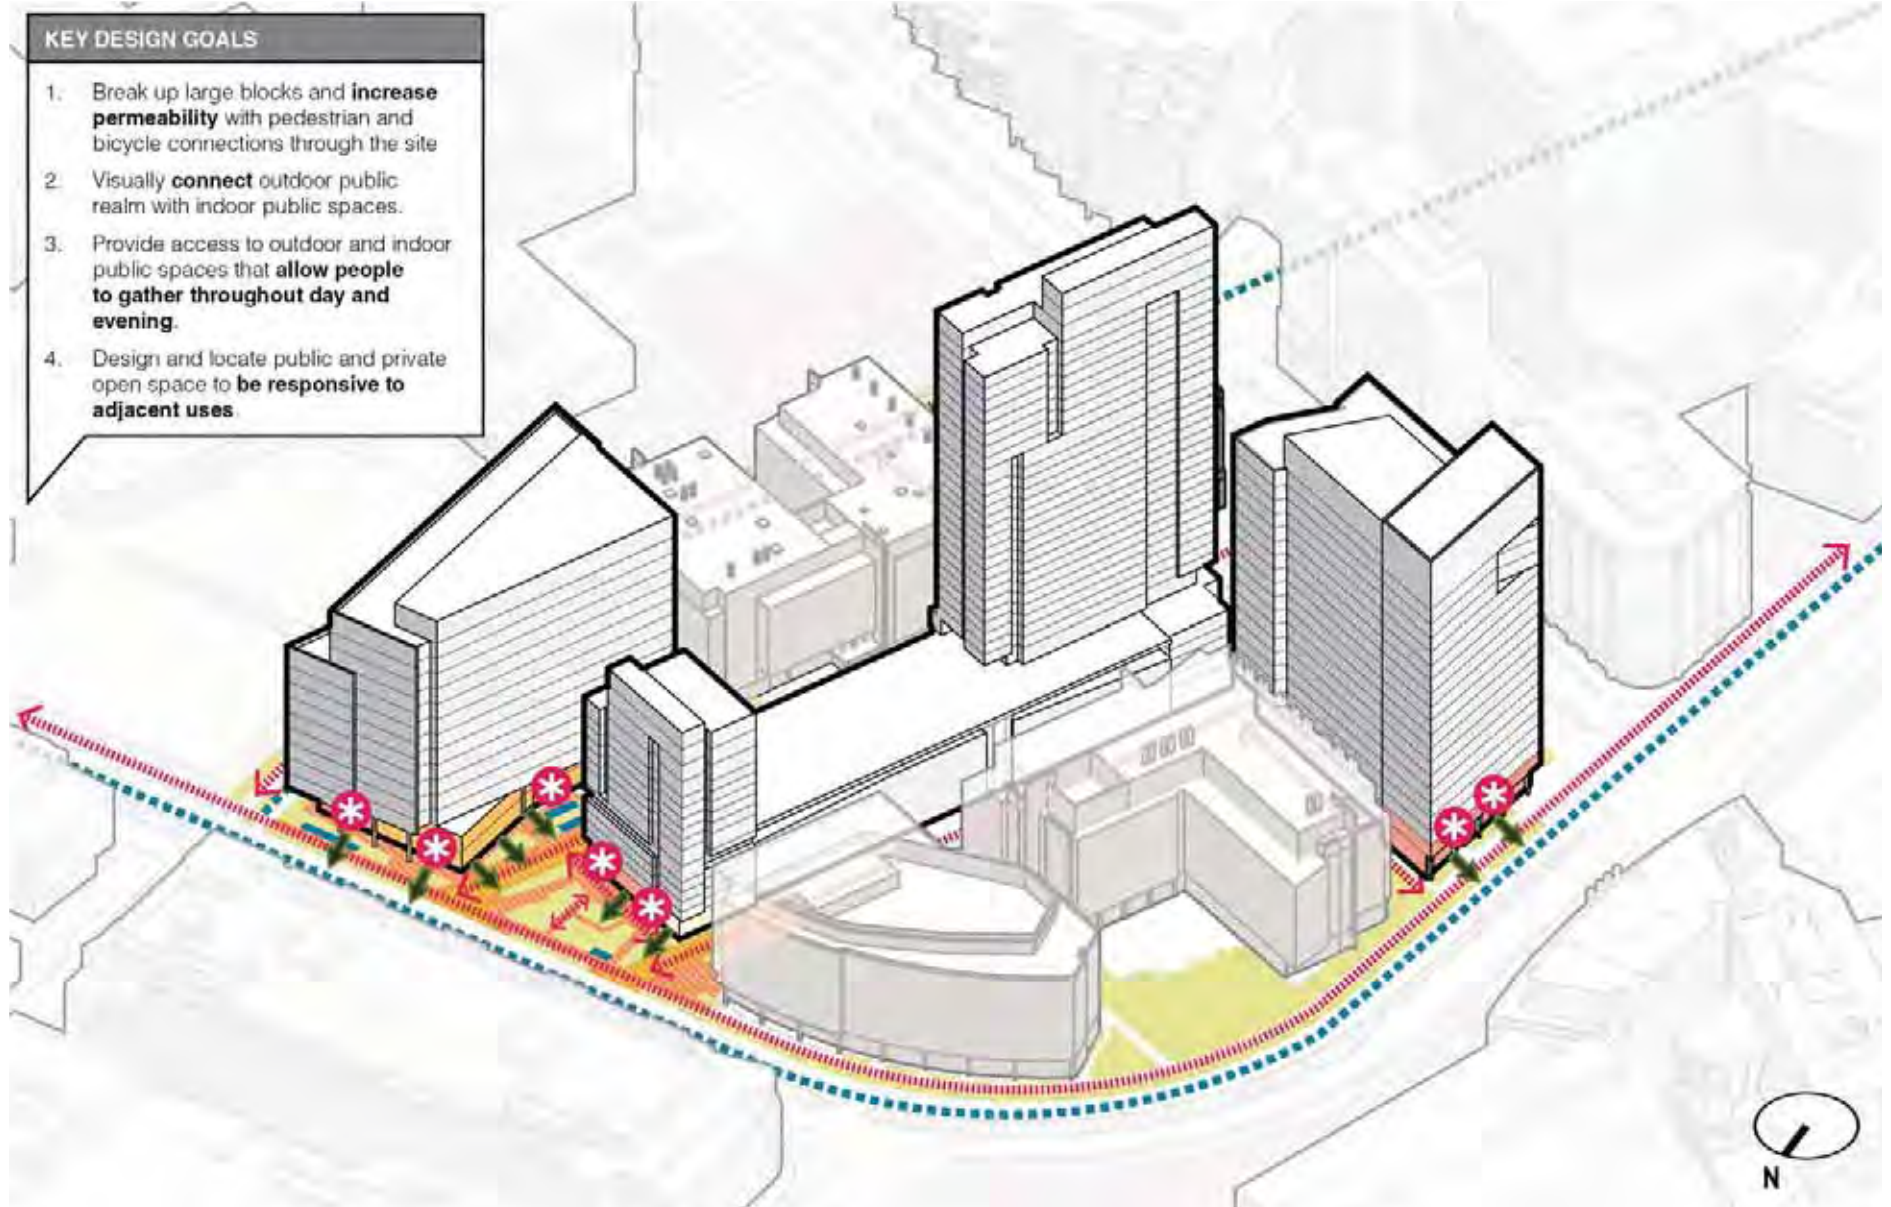 KEY DESIGN GOALS
1. Break up large blocks and increase
permeability with pedestrian and
bicycle connections through the site
2. Visually connect outdoor public
realm with indoor public spaces.
3. Provide access to outdoor and indoor
public spaces that allow people
to gather throughout day and
evening.
4. Design and locate public and private
open space to be responsive to
adjacent uses
N